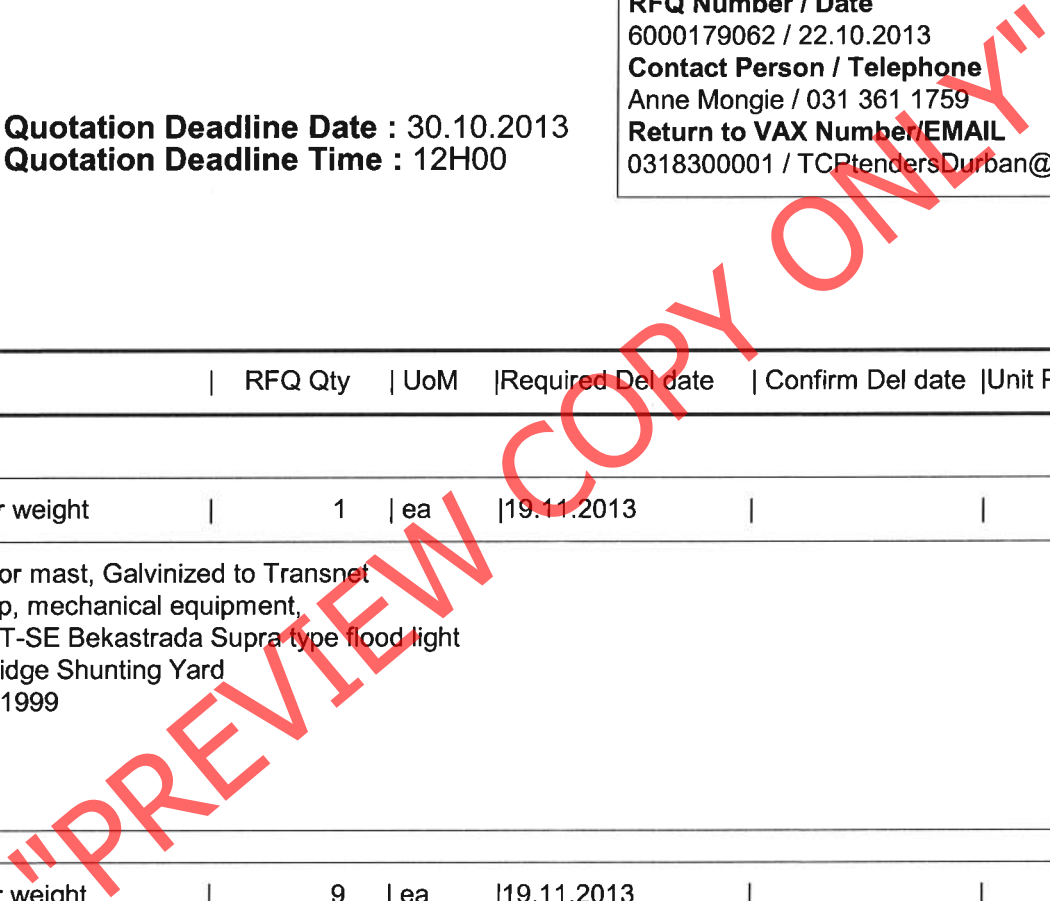 RFQ Number / Date
6000179062 / 22.10.2013
Contact Person / Telephone
Anne Mongie / 031 361 1759
Return to VAX Number/EMAIL
0318300001 / TCPtendersDurban@
Quotation Deadline Date : 30.10.2013
Quotation Deadline Time : 12H00
| RFQ Qty | UoM |Required Del date | Confirm Del date |Unit P
r weight | 1 | ea |19.11.2013 | |
or mast, Galvinized to Transnet
p, mechanical equipment,
T-SE Bekastrada Supra type flood light
idge Shunting Yard
1999
r weight | 9 | ea |19.11.2013 | |
"PREVIEW COPY ONLY"